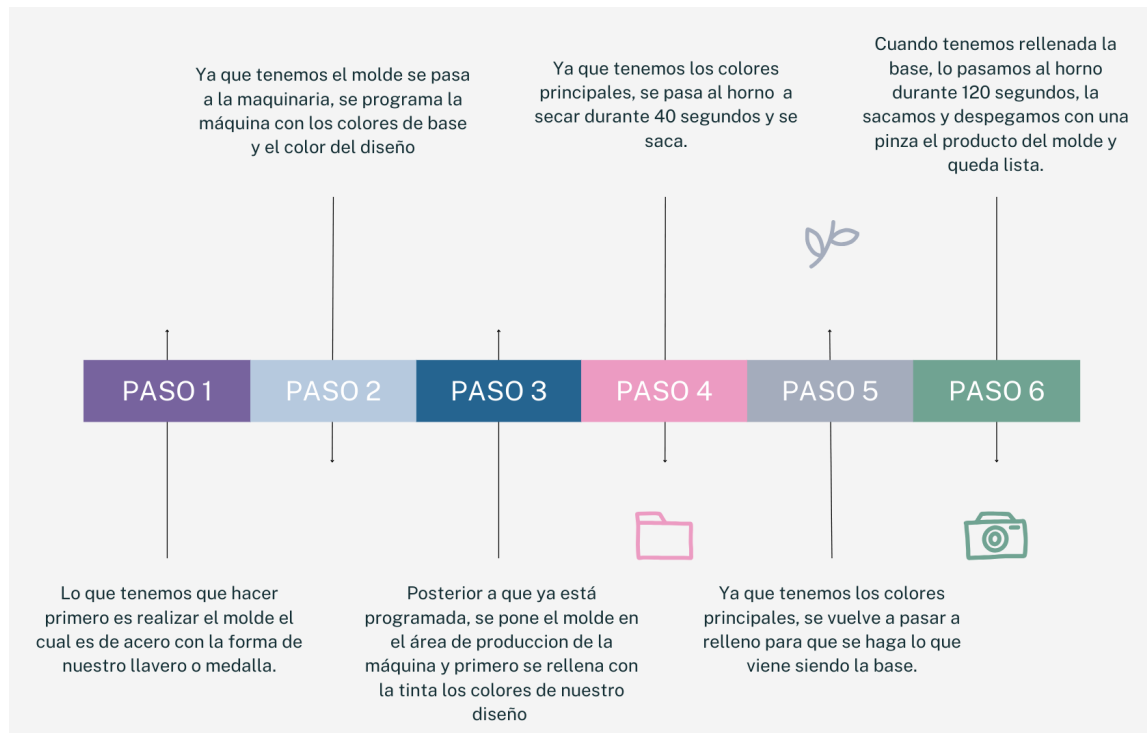 Ya que tenemos el molde se pasa
a la maquinaria, se programa la
máquina con los colores de base
y el color del diseño
Ya que tenemos los colores
principales, se pasa al horno a
secar durante 40 segundos y se
saca.
Cuando tenemos rellenada la
base, lo pasamos al horno
durante 120 segundos, la
sacamos y despegamos con una
pinza el producto del molde y
queda lista.
PASO 1
PASO 2
PASO 3
PASO 4
PASO 5
PASO 6
Lo que tenemos que hacer
primero es realizar el molde el
cual es de acero con la forma de
nuestro llavero o medalla.
Posterior a que ya está
programada, se pone el molde en
el área de produccion de la
máquina y primero se rellena con
la tinta los colores de nuestro
diseño
Ya que tenemos los colores
principales, se vuelve a pasar a
relleno para que se haga lo que
viene siendo la base.